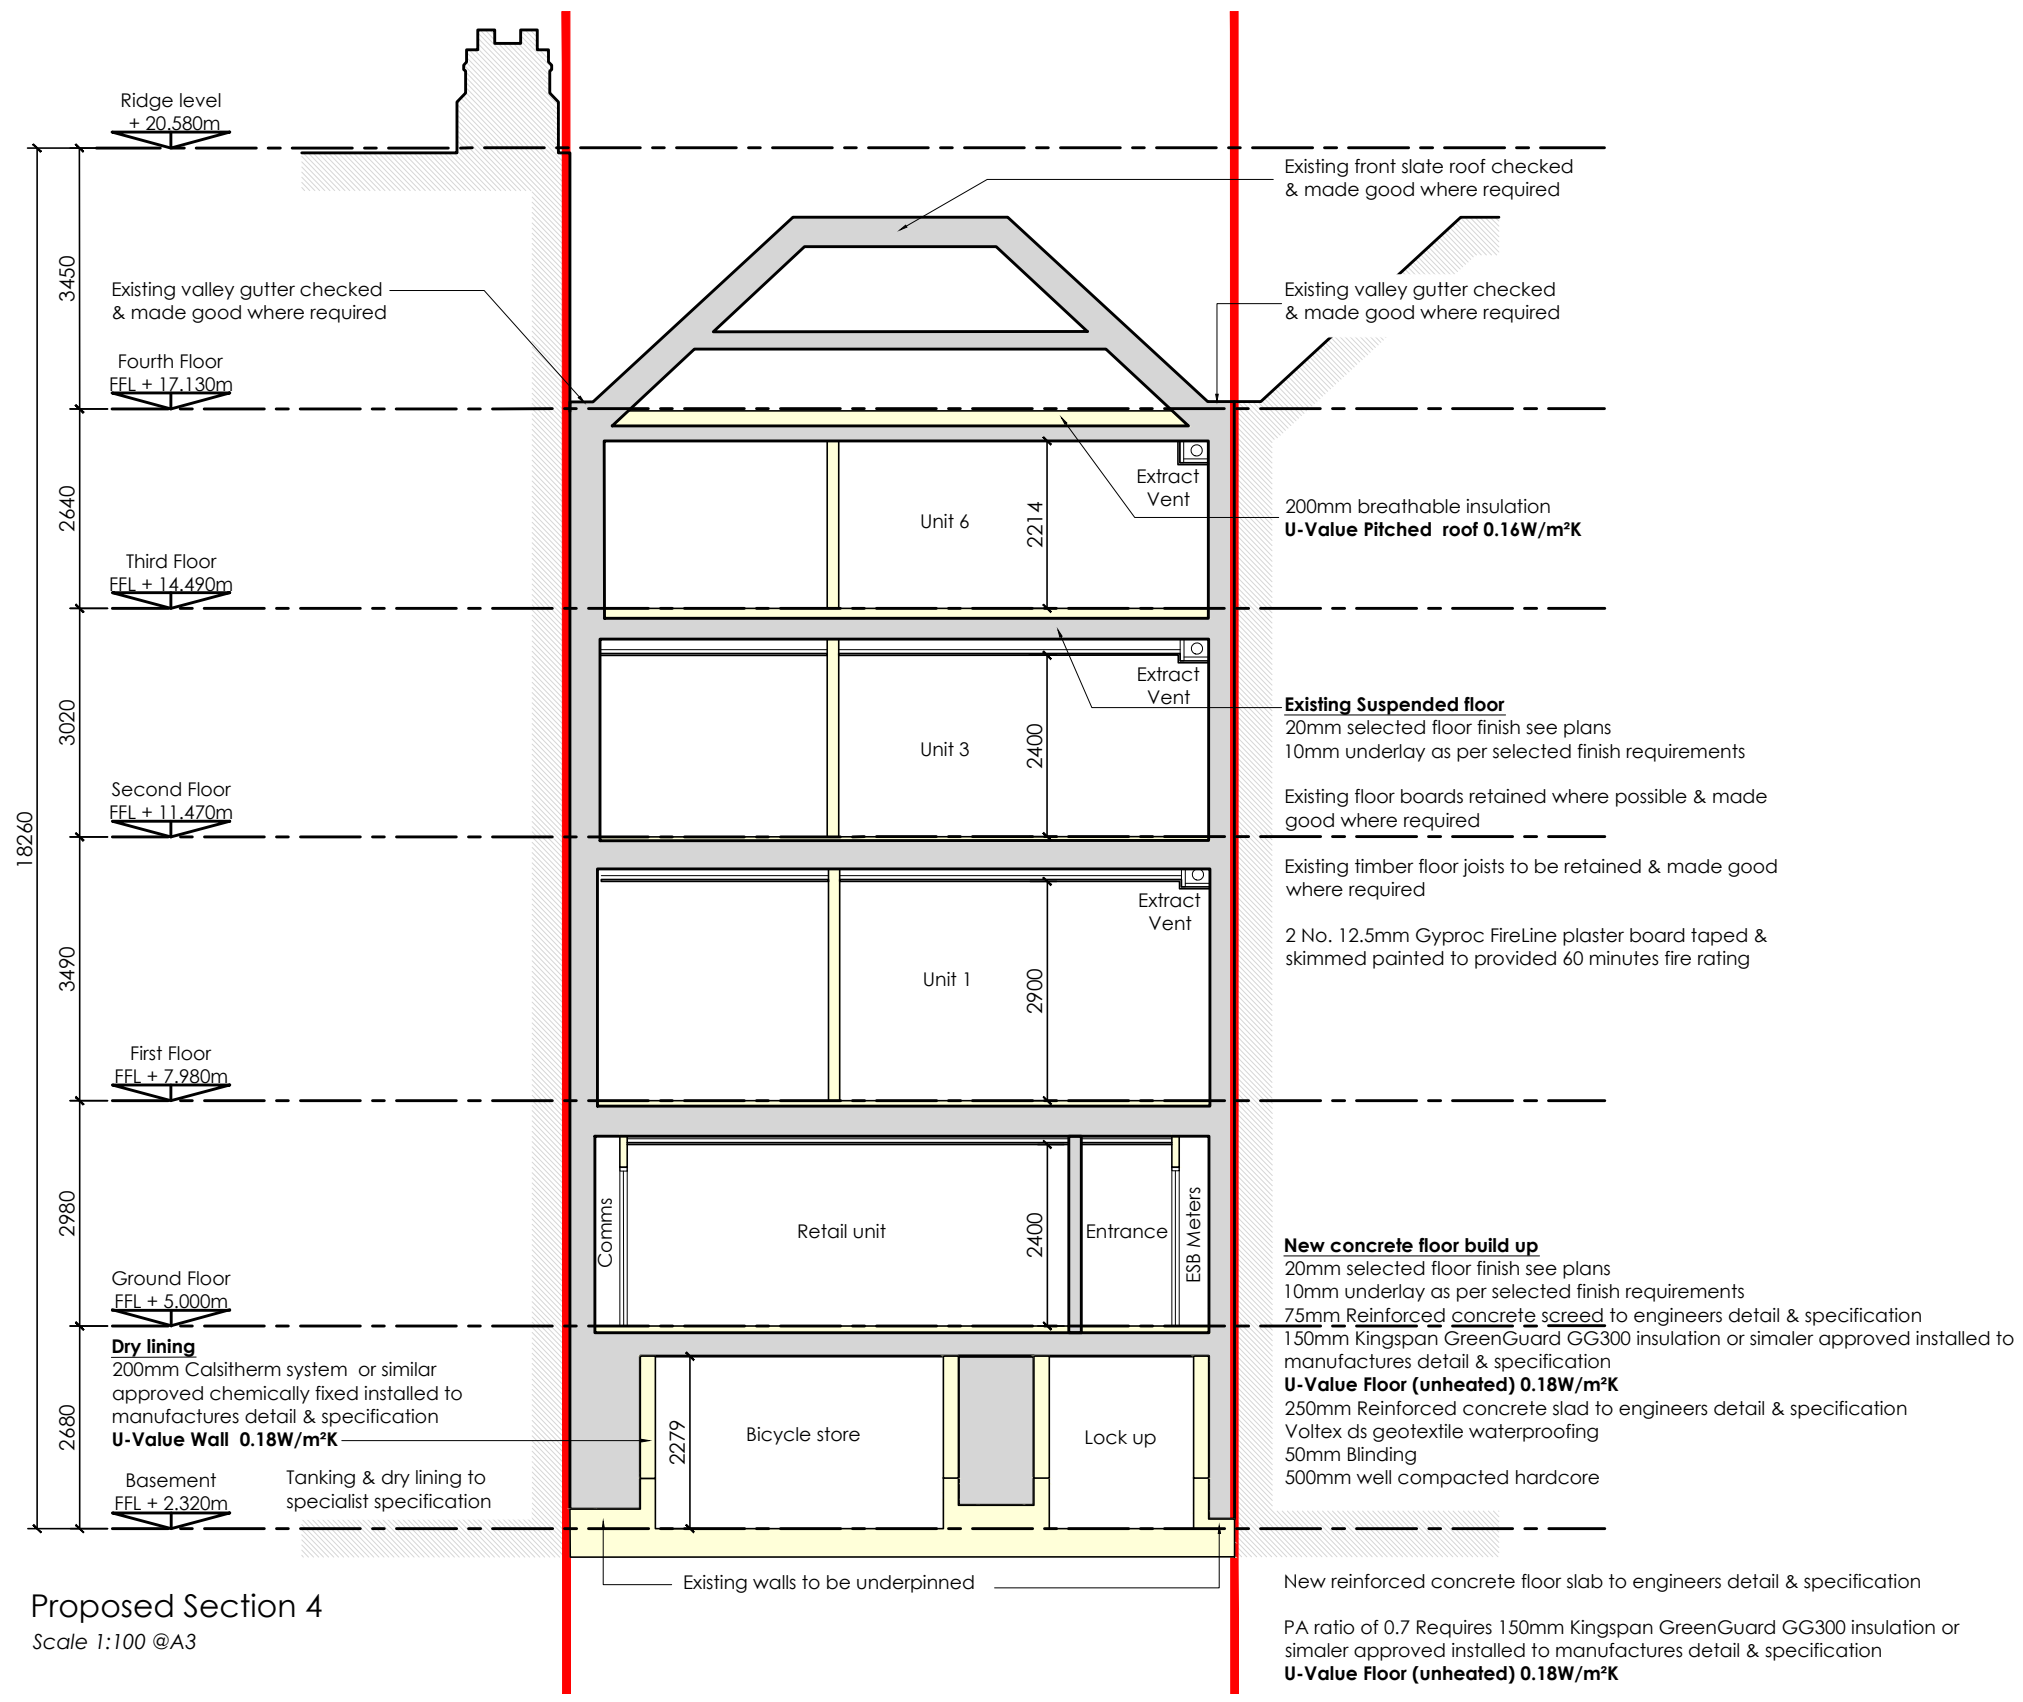 Ridge level
+ 20.580m
Existing front slate roof checked
& made good where required
3450
Existing valley gutter checked
& made good where required
Existing valley gutter checked
& made good where required
Fourth Floor
FFL + 17.130m
Extract
Vent
2640
Unit 6
2214
200mm breathable insulation
U-Value Pitched  roof 0.16W/m²K
Third Floor
FFL + 14.490m
Extract
Vent
3020
Unit 3
2400
Existing Suspended floor
20mm selected floor finish see plans
10mm underlay as per selected finish requirements
Existing floor boards retained where possible & made
good where required
Second Floor
FFL + 11.470m
18260
Existing timber floor joists to be retained & made good
where required
Extract
Vent
2 No. 12.5mm Gyproc FireLine plaster board taped &
skimmed painted to provided 60 minutes fire rating
3490
Unit 1
2900
First Floor
FFL + 7.980m
2980
Comms
Retail unit
2400
Entrance
ESB Meters
Ground Floor
FFL + 5.000m
New concrete floor build up
20mm selected floor finish see plans
10mm underlay as per selected finish requirements
75mm Reinforced concrete screed to engineers detail & specification
150mm Kingspan GreenGuard GG300 insulation or simaler approved installed to
manufactures detail & specification
U-Value Floor (unheated) 0.18W/m²K
250mm Reinforced concrete slad to engineers detail & specification
Voltex ds geotextile waterproofing
50mm Blinding
500mm well compacted hardcore
Dry lining
200mm Calsitherm system  or similar
approved chemically fixed installed to
manufactures detail & specification
U-Value Wall  0.18W/m²K
2680
2279
Bicycle store
Lock up
Basement
FFL + 2.320m
Tanking & dry lining to
specialist specification
Existing walls to be underpinned
New reinforced concrete floor slab to engineers detail & specification
PA ratio of 0.7 Requires 150mm Kingspan GreenGuard GG300 insulation or
simaler approved installed to manufactures detail & specification
U-Value Floor (unheated) 0.18W/m²K
Proposed Section 4
Scale 1:100 @A3